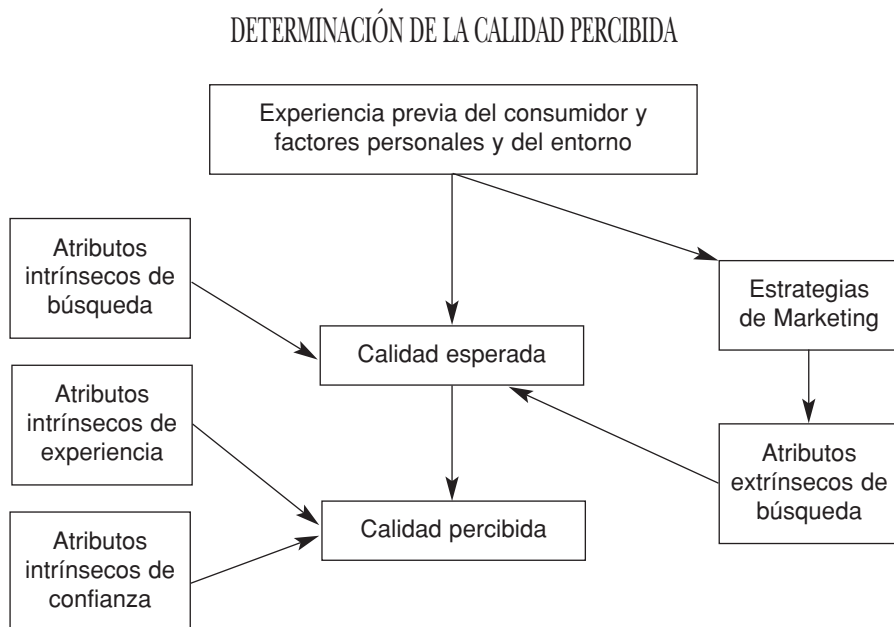 DETERMINACIÓN DE LA CALIDAD PERCIBIDA
Experiencia previa del consumidor y
factores personales y del entorno
Atributos
intrínsecos de
búsqueda
Estrategias
de Marketing
Calidad esperada
Atributos
intrínsecos de
experiencia
Atributos
extrínsecos de
búsqueda
Calidad percibida
Atributos
intrínsecos de
confianza